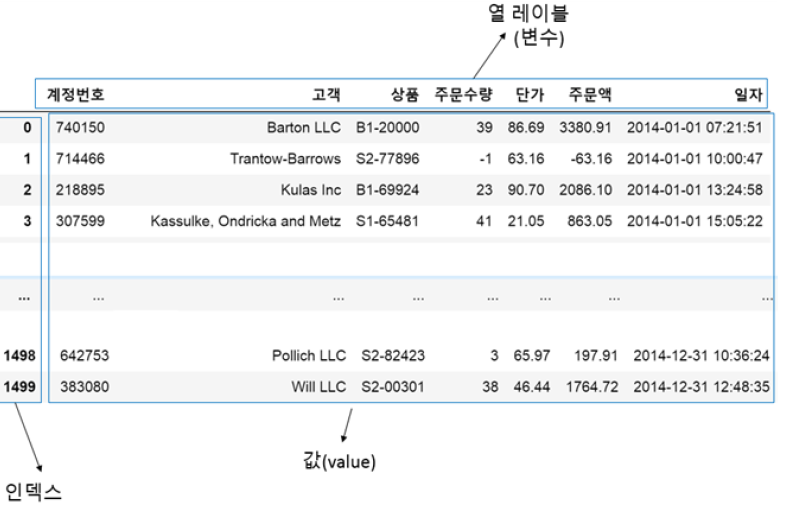 열 레이블
(변수)
계정번호 고객 상품 주문수량 단가 주문액 일자
0 740150 Barton LLC B1-20000 39 86.69 3380.91 2014-01-01 07:21:51
1 714466 Trantow-Barrows S2-77896 -1 63.16 -63.16 2014-01-01 10:00:47
2 218895 Kulas Inc B1-69924 23 90.70 2086.10 2014-01-01 13:24:58
3 307599 Kassulke, Ondricka and Metz S1-65481 41 21.05 863.05 2014-01-01 15:05:22
... ... ... ... ... ... ... ...
1498 642753 Pollich LLC S2-82423 3 65.97 197.91 2014-12-31 10:36:24
1499 383080 Will LLC S2-00301 38 46.44 1764.72 2014-12-31 12:48:35
값(value)
인덱스